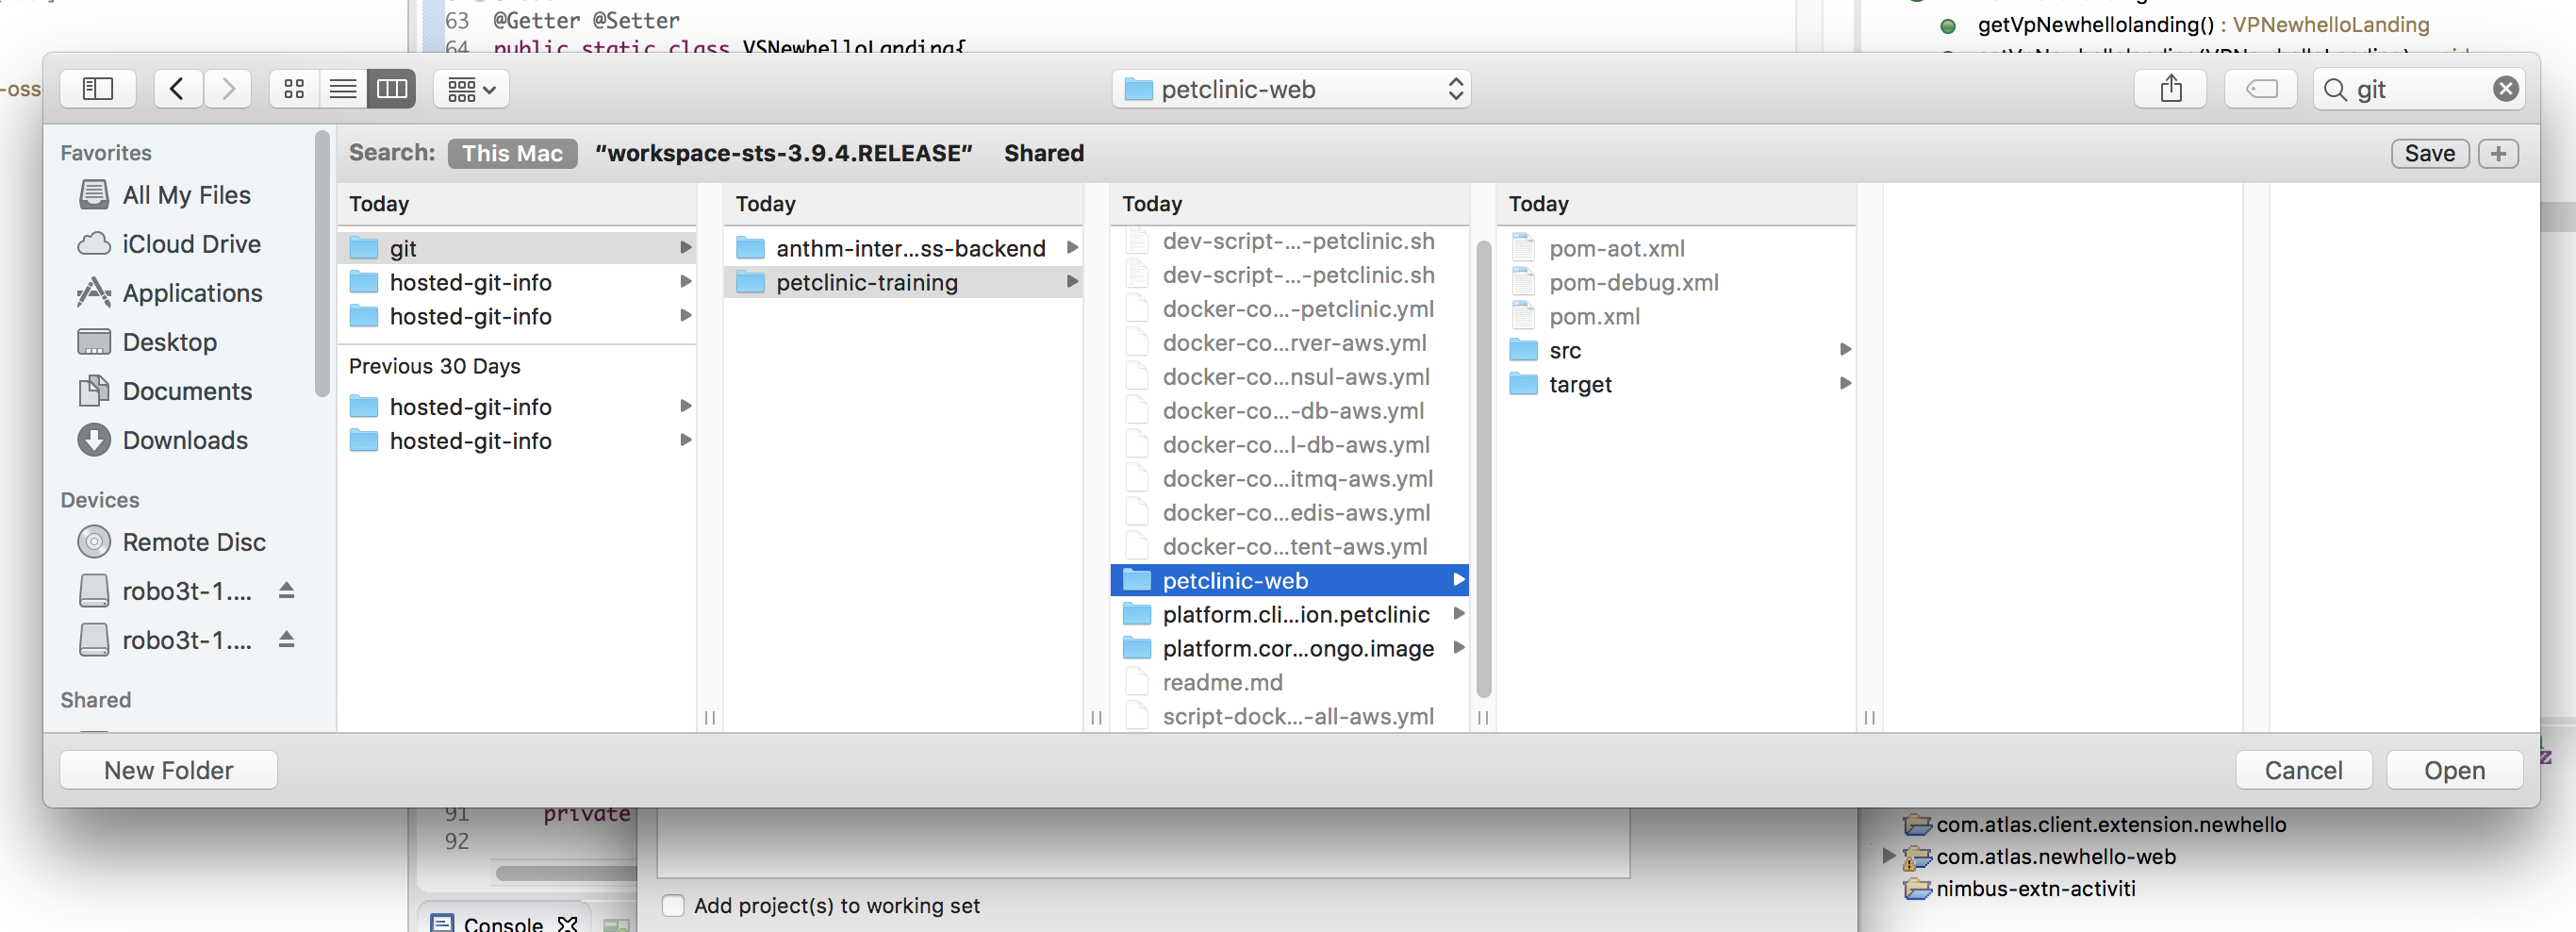 63 @Getter @Setter
64 public static class VSNewhelloLanding{
getVpNewhellolanding() : VPNewhelloLanding
-oss-
petclinic-web
git
Favorites
All My Files
iCloud Drive
Applications
Desktop
Documents
Downloads
Devices
Remote Disc
robo3t-1....
robo3t-1....
Shared
Search: This Mac “workspace-sts-3.9.4.RELEASE” Shared
Save +
Today
git
hosted-git-info
hosted-git-info
Previous 30 Days
hosted-git-info
hosted-git-info
Today
anthm-inter...ss-backend
petclinic-training
Today
dev-script-...-petclinic.sh
dev-script-...-petclinic.sh
docker-co...-petclinic.yml
docker-co...rver-aws.yml
docker-co...nsul-aws.yml
docker-co...-db-aws.yml
docker-co...l-db-aws.yml
docker-co...itmq-aws.yml
docker-co...edis-aws.yml
docker-co...tent-aws.yml
petclinic-web
platform.cli...ion.petclinic
platform.cor...ongo.image
readme.md
script-dock...-all-aws.yml
Today
pom-aot.xml
pom-debug.xml
pom.xml
src
target
New Folder
Cancel
Open
91 private
92
Console
Add project(s) to working set
com.atlas.client.extension.newhello
com.atlas.newhello-web
nimbus-extn-activiti